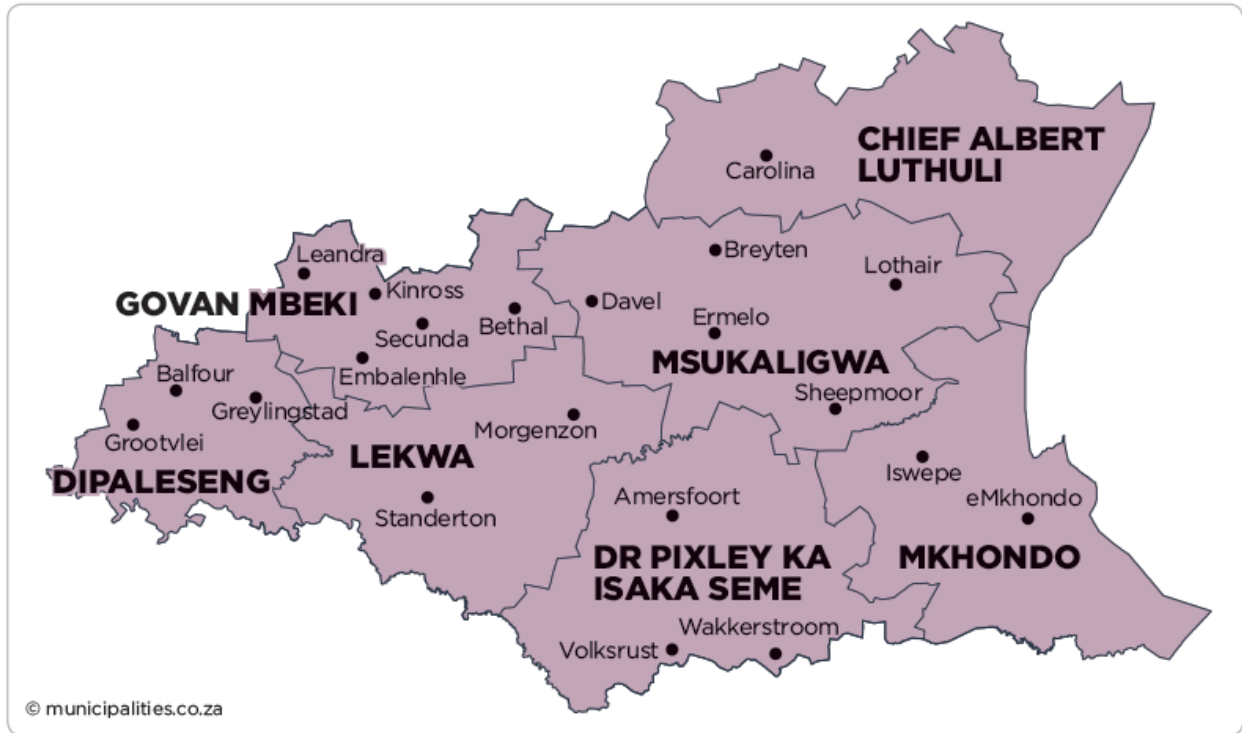 CHIEF ALBERT
LUTHULI
Carolina
Breyten
Lothair
Leandra
Kinross
GOVAN MBEKI
Davel
Bethal
Ermelo
Secunda
MSUKALIGWA
Embalenhle
Balfour
Sheepmoor
Greylingstad
Morgenzon
Grootvlei
LEKWA
Iswepe
DIPALESENG
Amersfoort
eMkhondo
Standerton
DR PIXLEY KA
ISAKA SEME
MKHONDO
Wakkerstroom
Volksrust
© municipalities.co.za